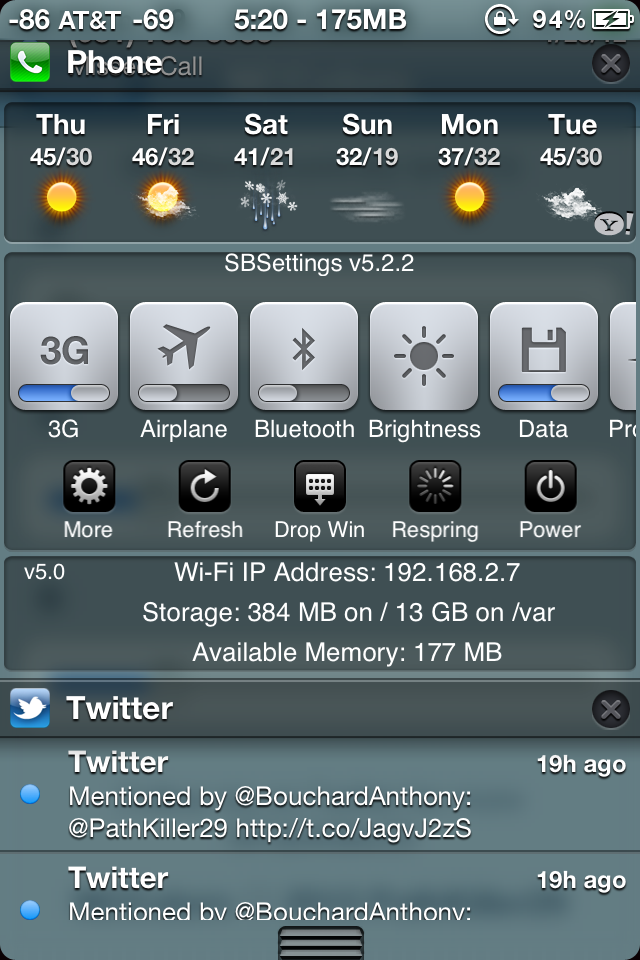 -86 AT&T -69 5:20 - 175MB 94%
Phone
Missed Call
Thu Fri Sat Sun Mon Tue
45/30 46/32 41/21 32/19 37/32 45/30
Y!
SBSettings v5.2.2
3G
3G Airplane Bluetooth Brightness Data Pro
More Refresh Drop Win Respring Power
v5.0 Wi-Fi IP Address: 192.168.2.7
Storage: 384 MB on / 13 GB on /var
Available Memory: 177 MB
Twitter
Twitter 19h ago
Mentioned by @BouchardAnthony:
@PathKiller29 http://t.co/JagvJ2zS
Twitter 19h ago
Mentioned by @BouchardAnthony: